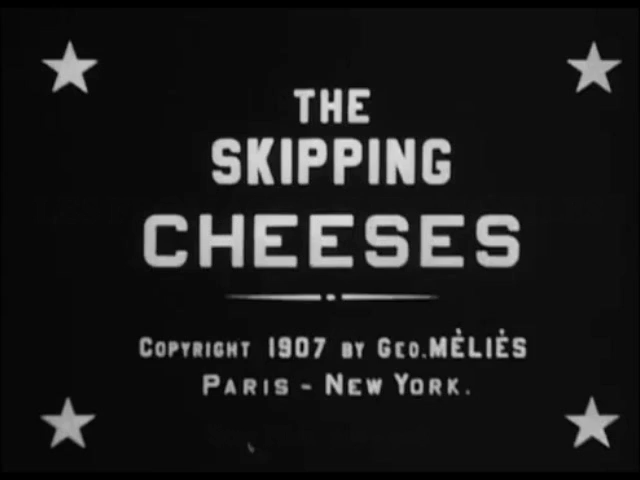 THE
SKIPPING
CHEESES
COPYRIGHT 1907 BY GEO. MÈLIÈS
PARIS - NEW YORK.